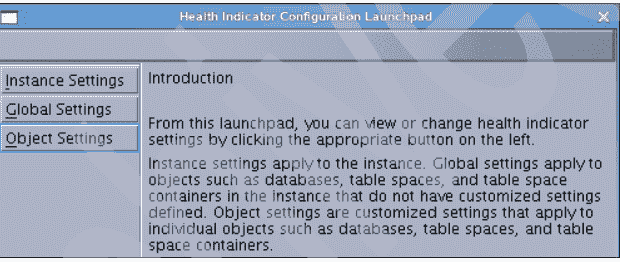 Health Indicator Configuration Launchpad
Instance Settings
Global Settings
Object Settings
Introduction
From this launchpad, you can view or change health indicator
settings by clicking the appropriate button on the left.
Instance settings apply to the instance. Global settings apply to
objects such as databases, table spaces, and table space
containers in the instance that do not have customized settings
defined. Object settings are customized settings that apply to
individual objects such as databases, table spaces, and table
space containers.